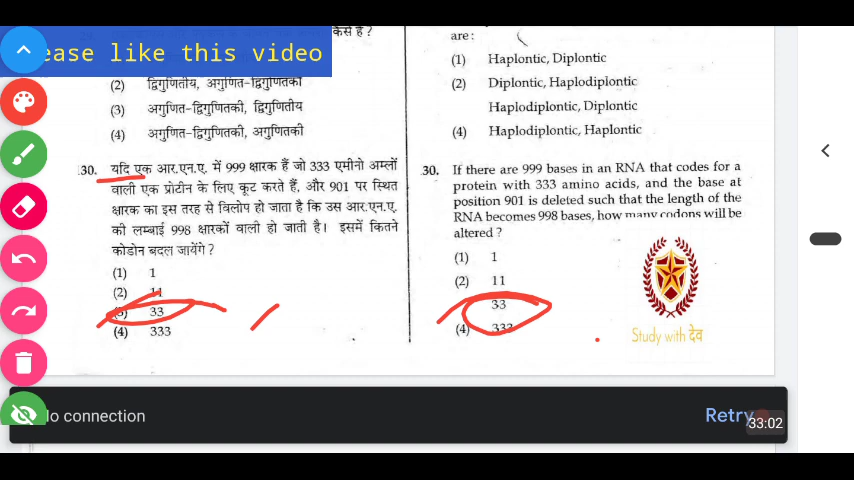 ease like this video
किसे है ?
(2) द्विगुणितीय, अगुणित-द्विगुणितकी
(3) अगुणित-द्विगुणितकी, द्विगुणितीय
(4) अगुणित-द्विगुणितकी, अगुणितकी
30. यदि एक आर.एन.ए. में 999 क्षारक हैं जो 333 एमीनो अम्लों
वाली एक प्रोटीन के लिए कूट करते हैं, और 901 पर स्थित
क्षारक का इस तरह से विलोप हो जाता है कि उस आर.एन.ए.
की लम्बाई 998 क्षारकों वाली हो जाती है। इसमें कितने
कोडोन बदल जायेंगे ?
(1) 1
(2) 11
(3) 33
(4) 333
are :
(1) Haplontic, Diplontic
(2) Diplontic, Haplodiplontic
Haplodiplontic, Diplontic
(4) Haplodiplontic, Haplontic
30. If there are 999 bases in an RNA that codes for a
protein with 333 amino acids, and the base at
position 901 is deleted such that the length of the
RNA becomes 998 bases, how many codons will be
altered ?
(1) 1
(2) 11
33
(4) 333
Study with देव
No connection
Retry
33:02